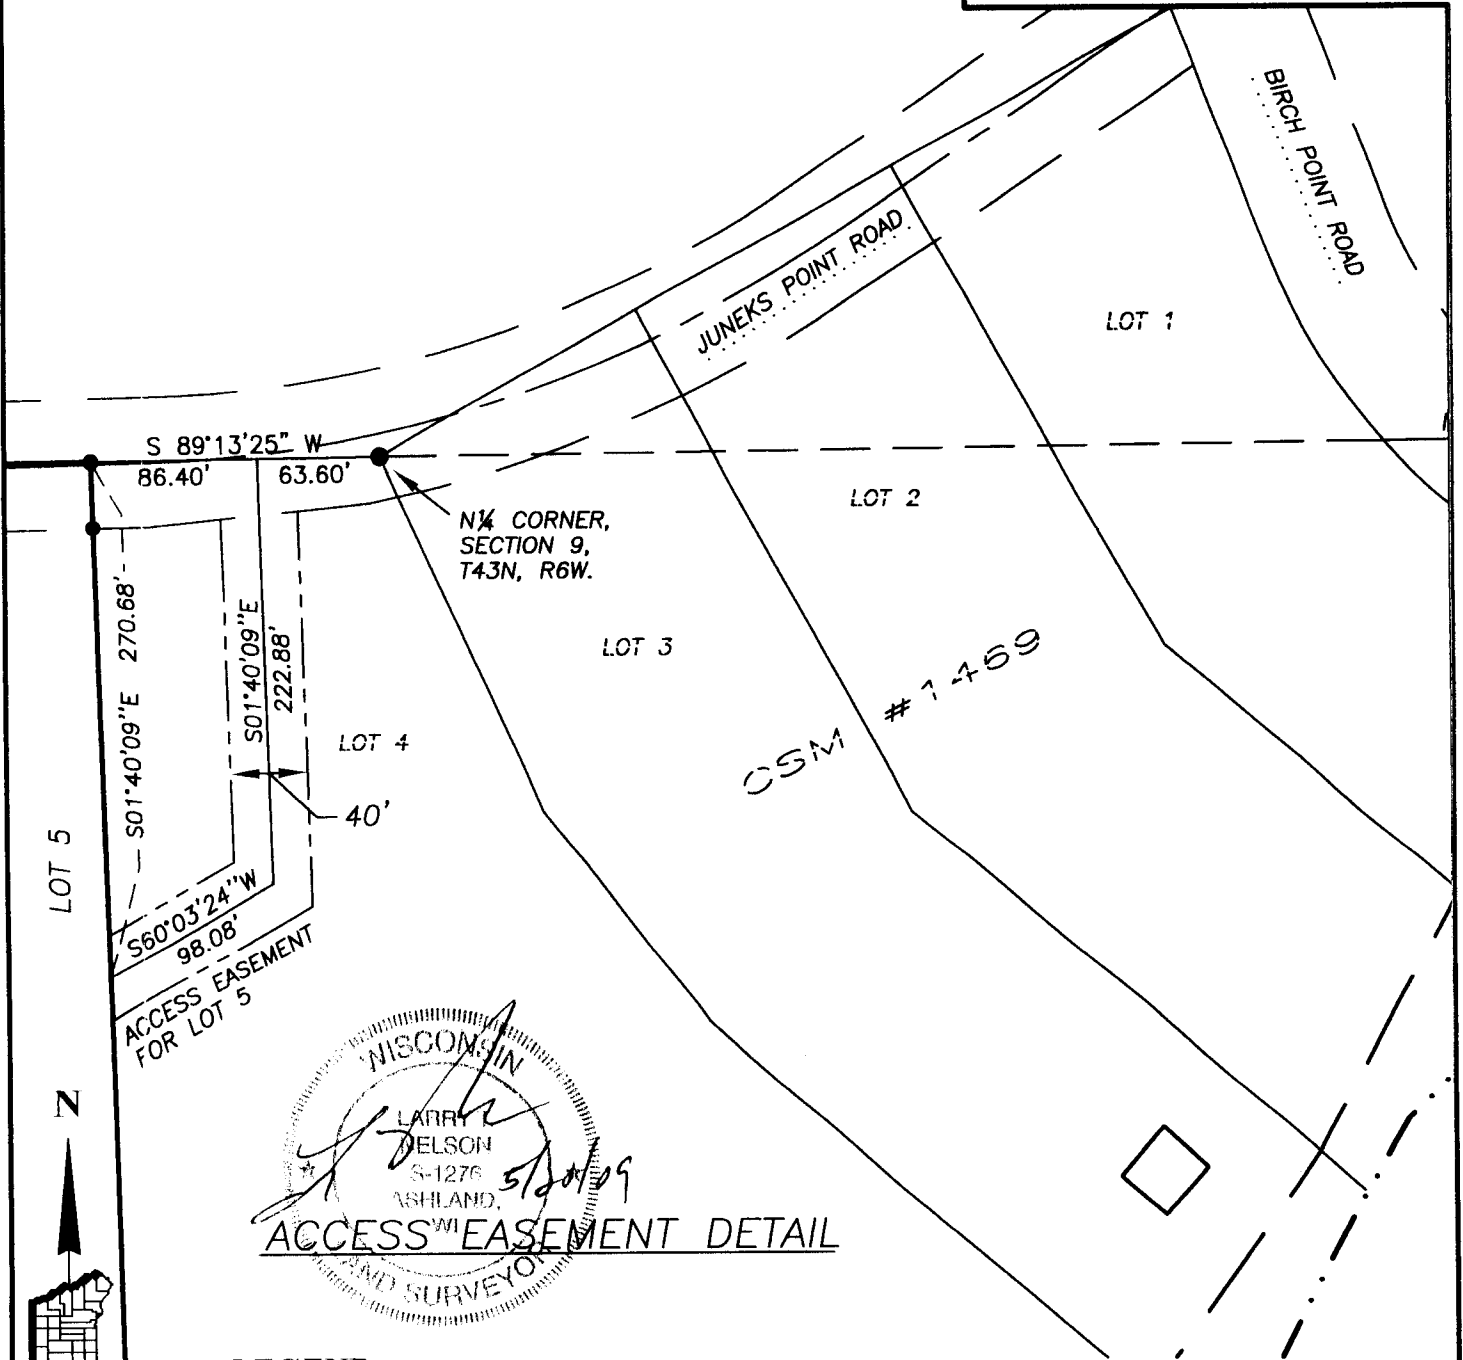 BIRCH POINT ROAD
JUNEKS POINT ROAD
LOT 1
S 89°13'25" W
86.40'
63.60'
LOT 2
N¼ CORNER,
SECTION 9,
T43N, R6W.
S01°40'09"E 270.68'
S01°40'09"E
222.88'
LOT 3
CSM #1469
LOT 4
40'
LOT 5
S60°03'24"W
98.08'
ACCESS EASEMENT
FOR LOT 5
N
WISCONSIN
LARRY
NELSON
S-1276
ASHLAND,
WI
LAND SURVEYOR
5/20/09
ACCESS EASEMENT DETAIL